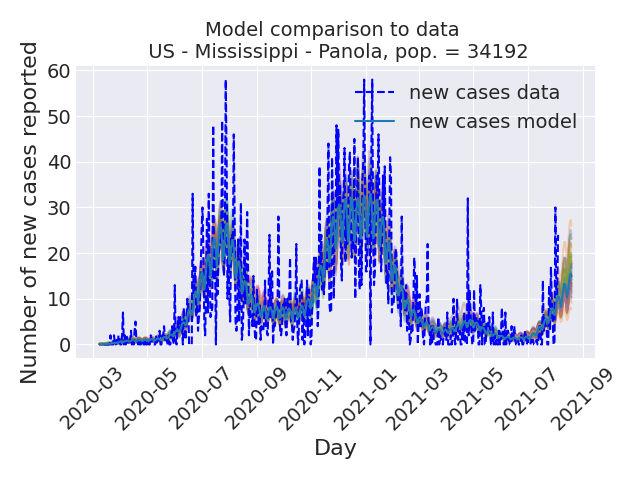 Model comparison to data
US - Mississippi - Panola, pop. = 34192
Number of new cases reported
60
50
40
30
20
10
0
new cases data
new cases model
2020-03
2020-05
2020-07
2020-09
2020-11
2021-01
2021-03
2021-05
2021-07
2021-09
Day